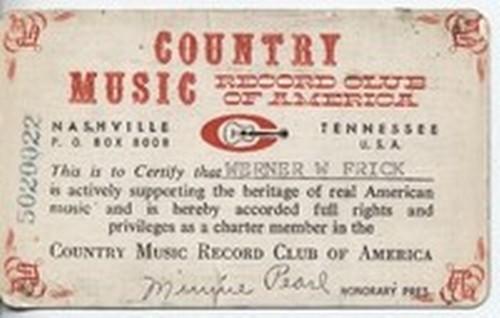 COUNTRY
MUSIC RECORD CLUB
OF AMERICA
NASHVILLE TENNESSEE
P. O. BOX 8008 U.S.A.
5020022
This is to Certify that WERNER W FRICK
is actively supporting the heritage of real American
music and is hereby accorded full rights and
privileges as a charter member in the
COUNTRY MUSIC RECORD CLUB OF AMERICA
Minnie Pearl HONORARY PRES.